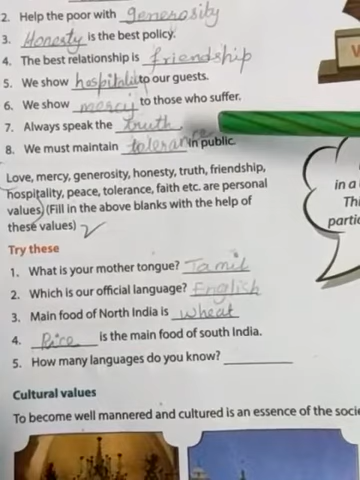 2. Help the poor with generosity
3. Honesty is the best policy.
4. The best relationship is friendship
5. We show hospitality to our guests.
6. We show mercy to those who suffer.
7. Always speak the truth
8. We must maintain tolerance in public.
Love, mercy, generosity, honesty, truth, friendship,
hospitality, peace, tolerance, faith etc. are personal
values) (Fill in the above blanks with the help of
these values)
in a
Thi
partic
Try these
1. What is your mother tongue? Tamil
2. Which is our official language? English
3. Main food of North India is wheat
4. Rice is the main food of south India.
5. How many languages do you know?
Cultural values
To become well mannered and cultured is an essence of the socie